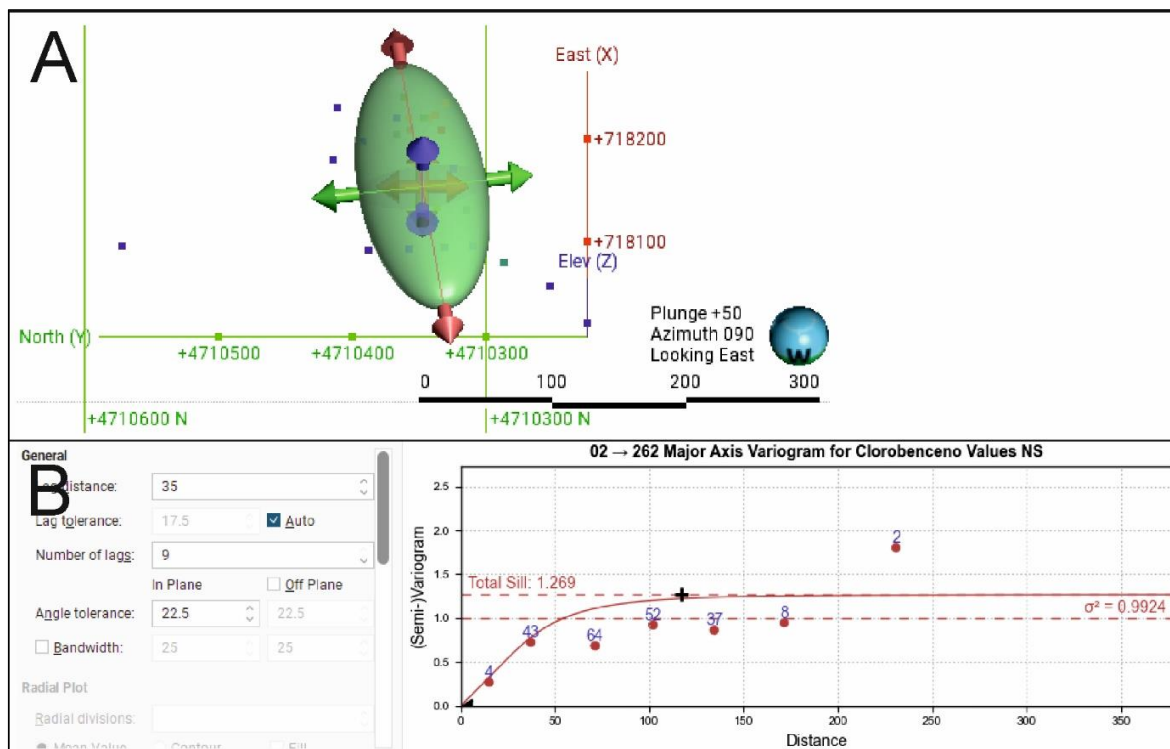 A
East (X)
+718200
+718100
Elev (Z)
North (Y)
+4710500
+4710400
+4710300
Plunge +50
Azimuth 090
Looking East
W
0
100
200
300
+4710600 N
+4710300 N
B
General
distance:
35
Lag tolerance:
17.5
Auto
Number of lags:
9
In Plane
Off Plane
Angle tolerance:
22.5
22.5
Bandwidth:
25
25
Radial Plot
Radial divisions:
Mean Value
Contour
Fill
02 → 262 Major Axis Variogram for Clorobenceno Values NS
(Semi-)Variogram
2.5
2.0
1.5
1.0
0.5
0.0
Total Sill: 1.269
σ² = 0.9924
4
43
64
52
37
8
2
0
50
100
150
200
250
300
350
Distance